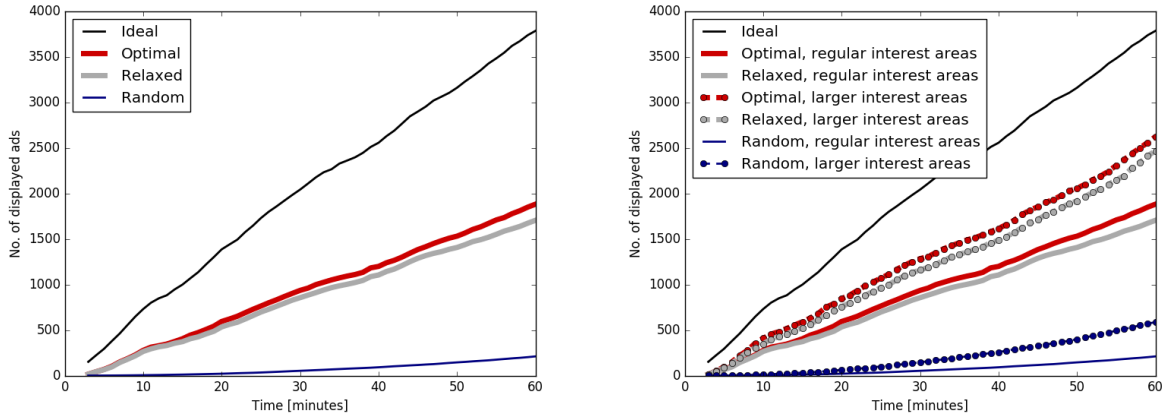 4000
3500
3000
2500
2000
1500
1000
500
0
No. of displayed ads
Ideal
Optimal
Relaxed
Random
0 10 20 30 40 50 60
Time [minutes]
4000
3500
3000
2500
2000
1500
1000
500
0
No. of displayed ads
Ideal
Optimal, regular interest areas
Relaxed, regular interest areas
Optimal, larger interest areas
Relaxed, larger interest areas
Random, regular interest areas
Random, larger interest areas
0 10 20 30 40 50 60
Time [minutes]